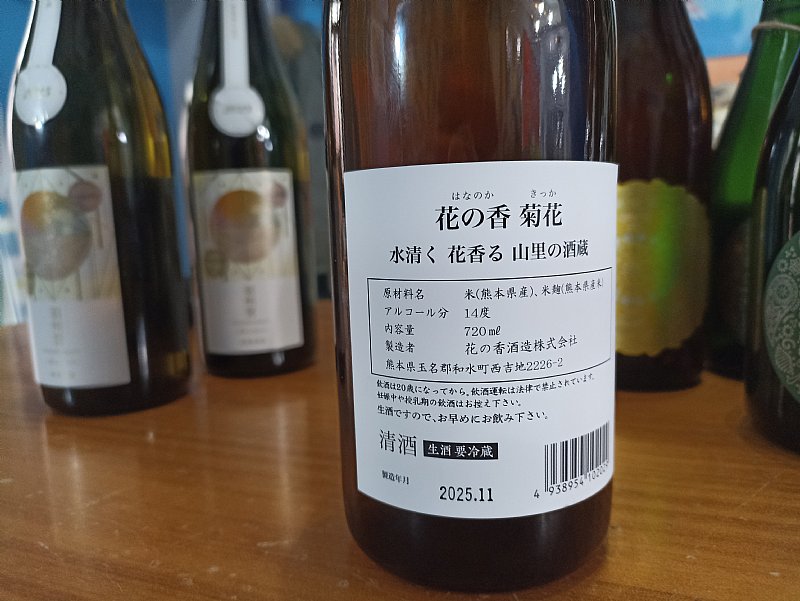 はなのか きっか
花の香 菊花
水清く 花香る 山里の酒蔵
原材料名 米(熊本県産)、米麹(熊本県産米)
アルコール分 14度
内容量 720㎖
製造者 花の香酒造株式会社
熊本県玉名郡和水町西吉地2226-2
飲酒は20歳になってから。飲酒運転は法律で禁止されています。
妊娠中や授乳期の飲酒はお控え下さい。
生酒ですので、お早めにお飲み下さい。
清酒 生酒 要冷蔵
製造年月 2025.11
4 938954 10202